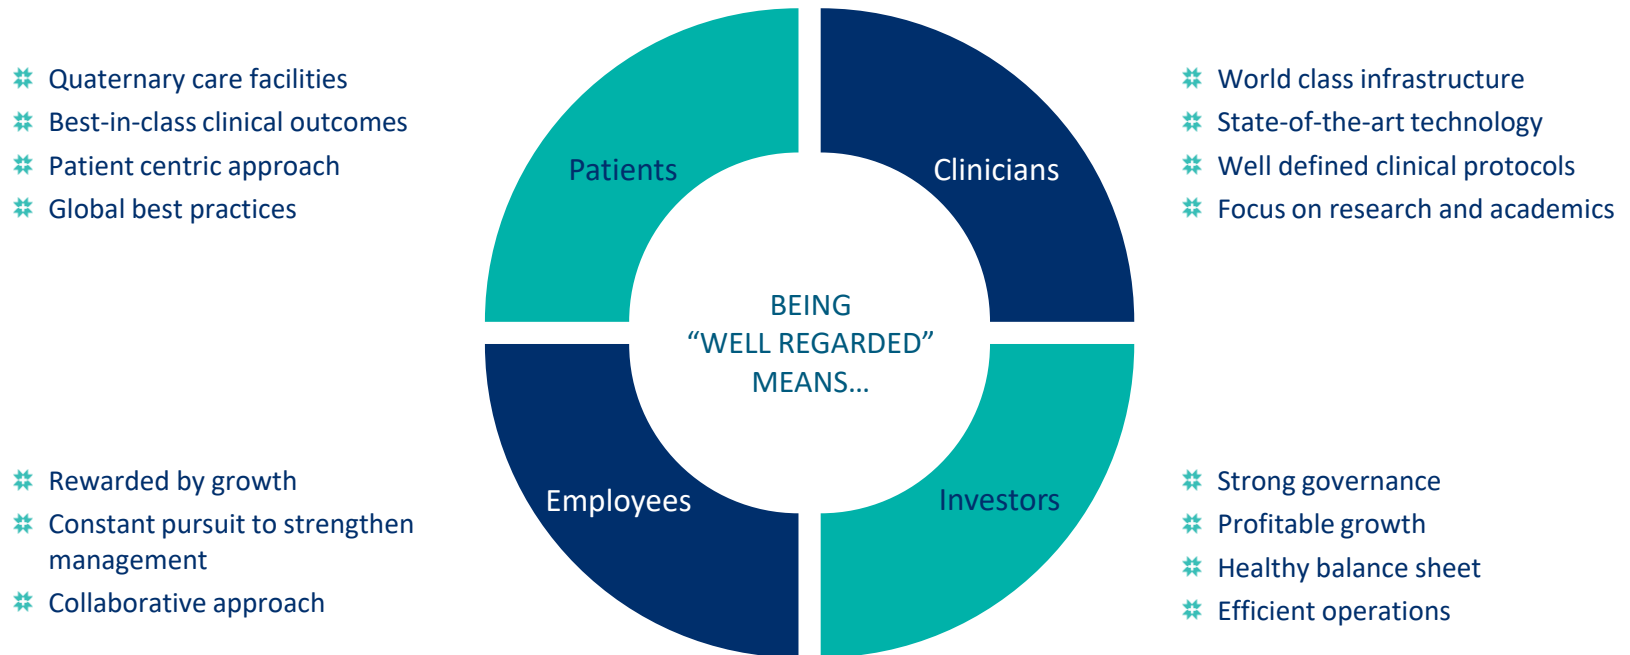 Quaternary care facilities
Best-in-class clinical outcomes
Patient centric approach
Global best practices
Patients
Clinicians
World class infrastructure
State-of-the-art technology
Well defined clinical protocols
Focus on research and academics
BEING
“WELL REGARDED”
MEANS…
Rewarded by growth
Constant pursuit to strengthen
management
Collaborative approach
Employees
Investors
Strong governance
Profitable growth
Healthy balance sheet
Efficient operations